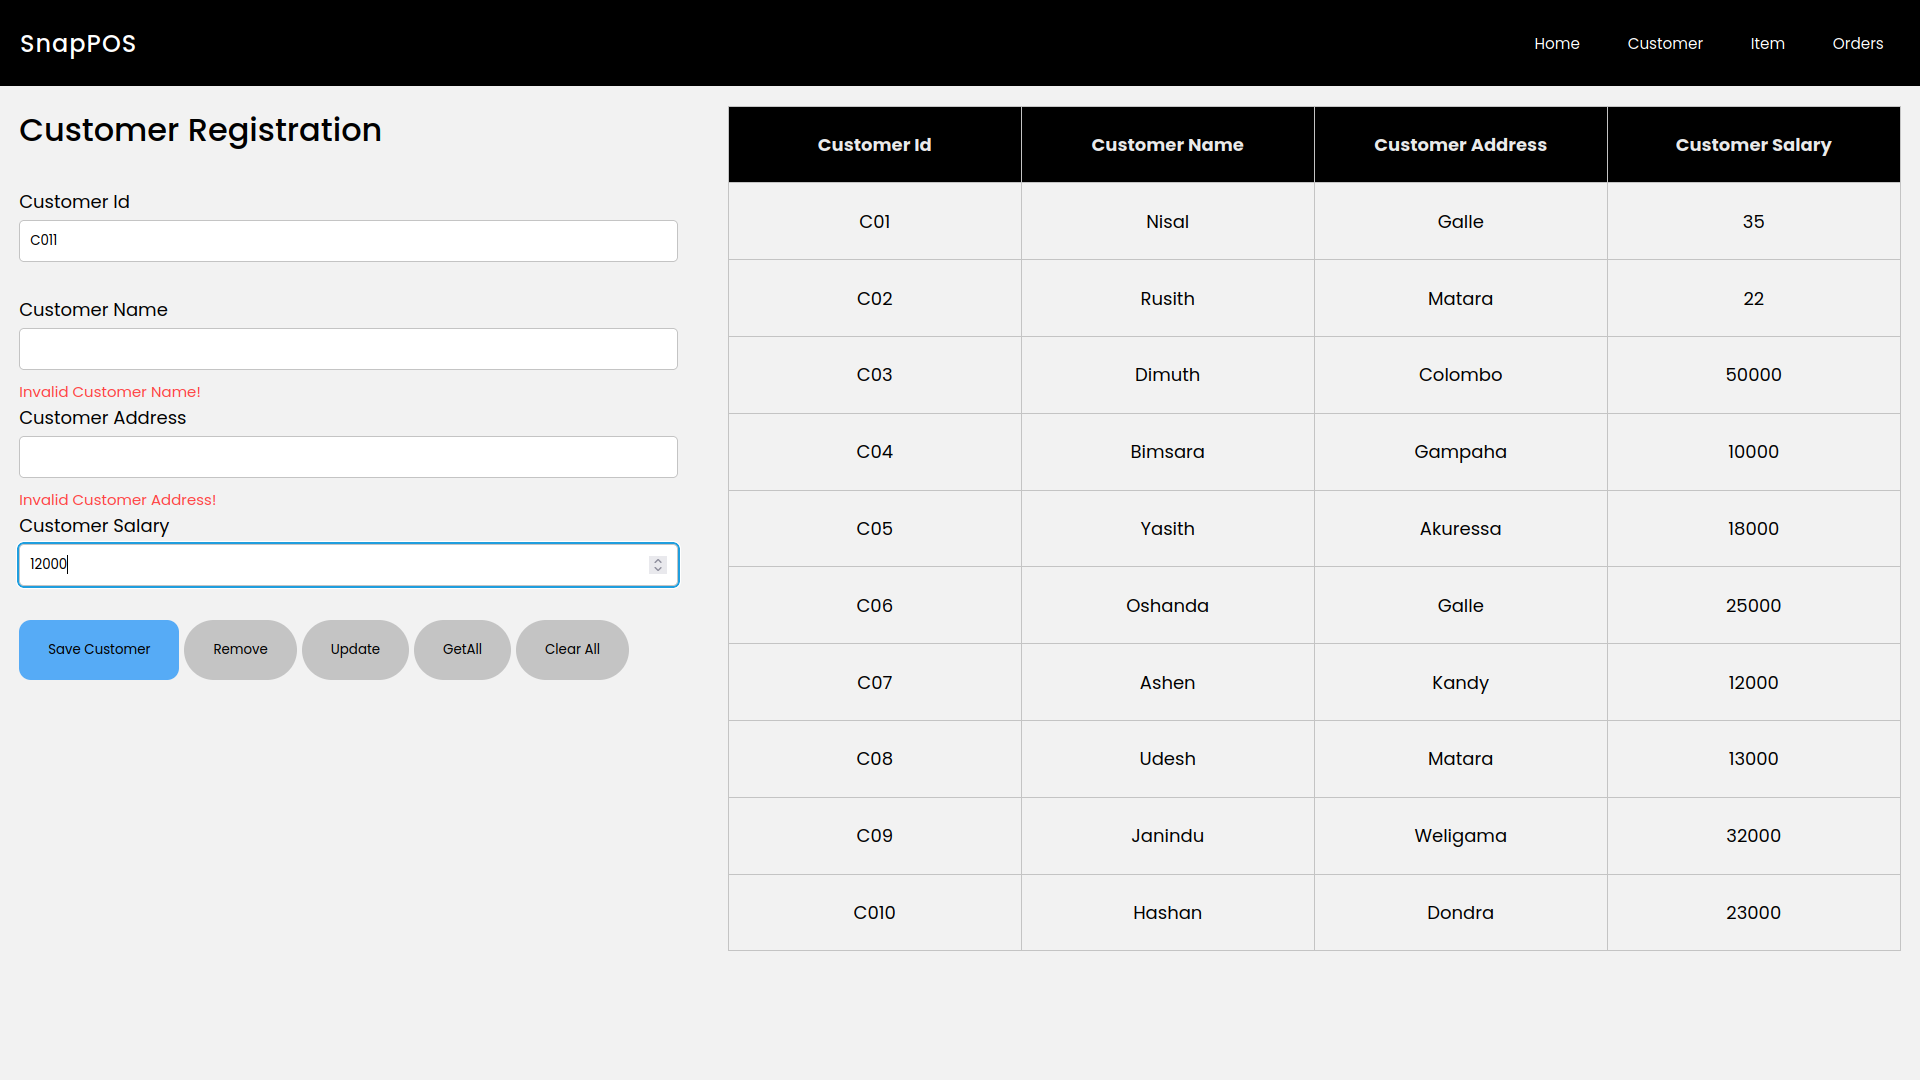 SnapPOS
Home Customer Item Orders
Customer Registration
Customer Id
C011
Customer Name
Invalid Customer Name!
Customer Address
Invalid Customer Address!
Customer Salary
12000
Save Customer Remove Update GetAll Clear All
Customer Id Customer Name Customer Address Customer Salary
C01 Nisal Galle 35
C02 Rusith Matara 22
C03 Dimuth Colombo 50000
C04 Bimsara Gampaha 10000
C05 Yasith Akuressa 18000
C06 Oshanda Galle 25000
C07 Ashen Kandy 12000
C08 Udesh Matara 13000
C09 Janindu Weligama 32000
C010 Hashan Dondra 23000